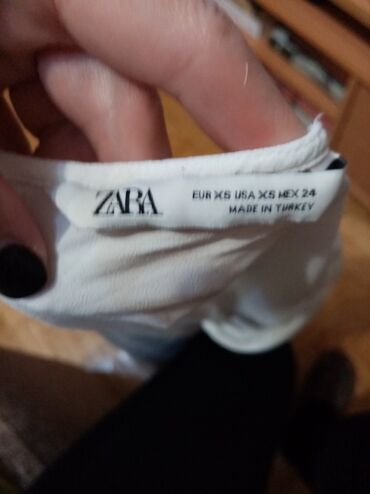 ZARA
EUR XS USA XS MEX 24
MADE IN TURKEY